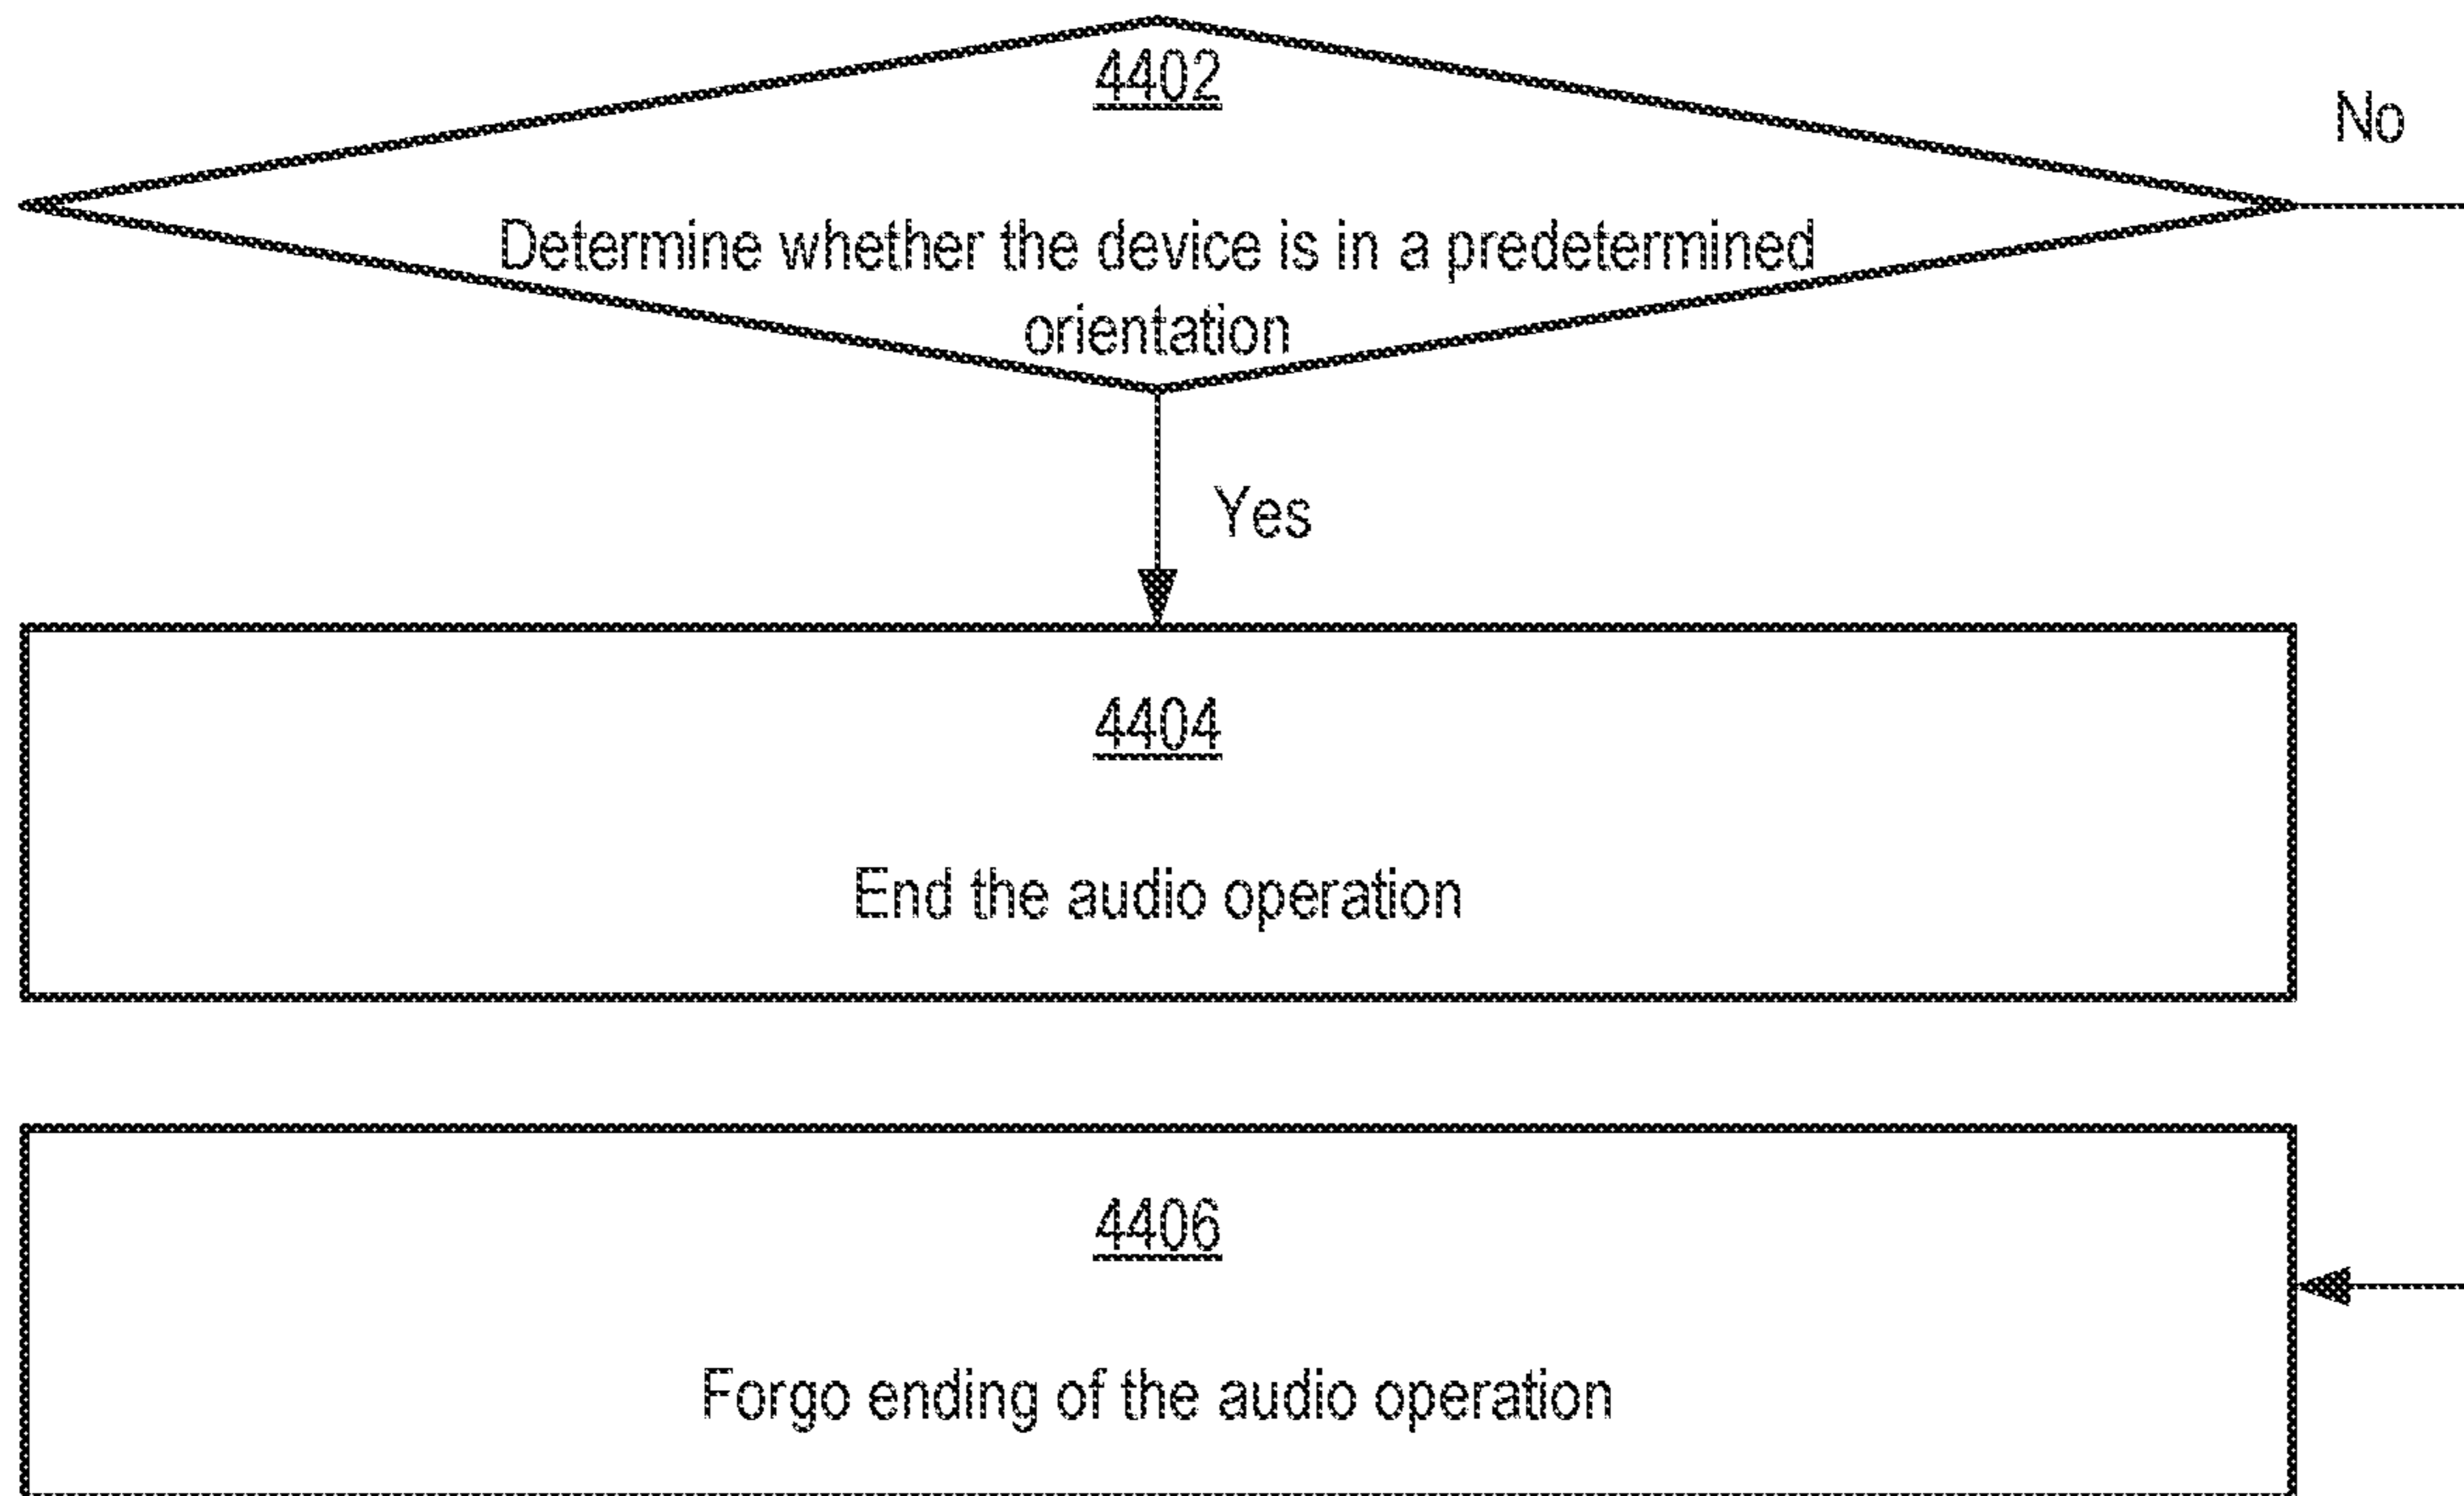 4402
No
Determine whether the device is in a predetermined
orientation
Yes
4404
End the audio operation
4406
Forgo ending of the audio operation